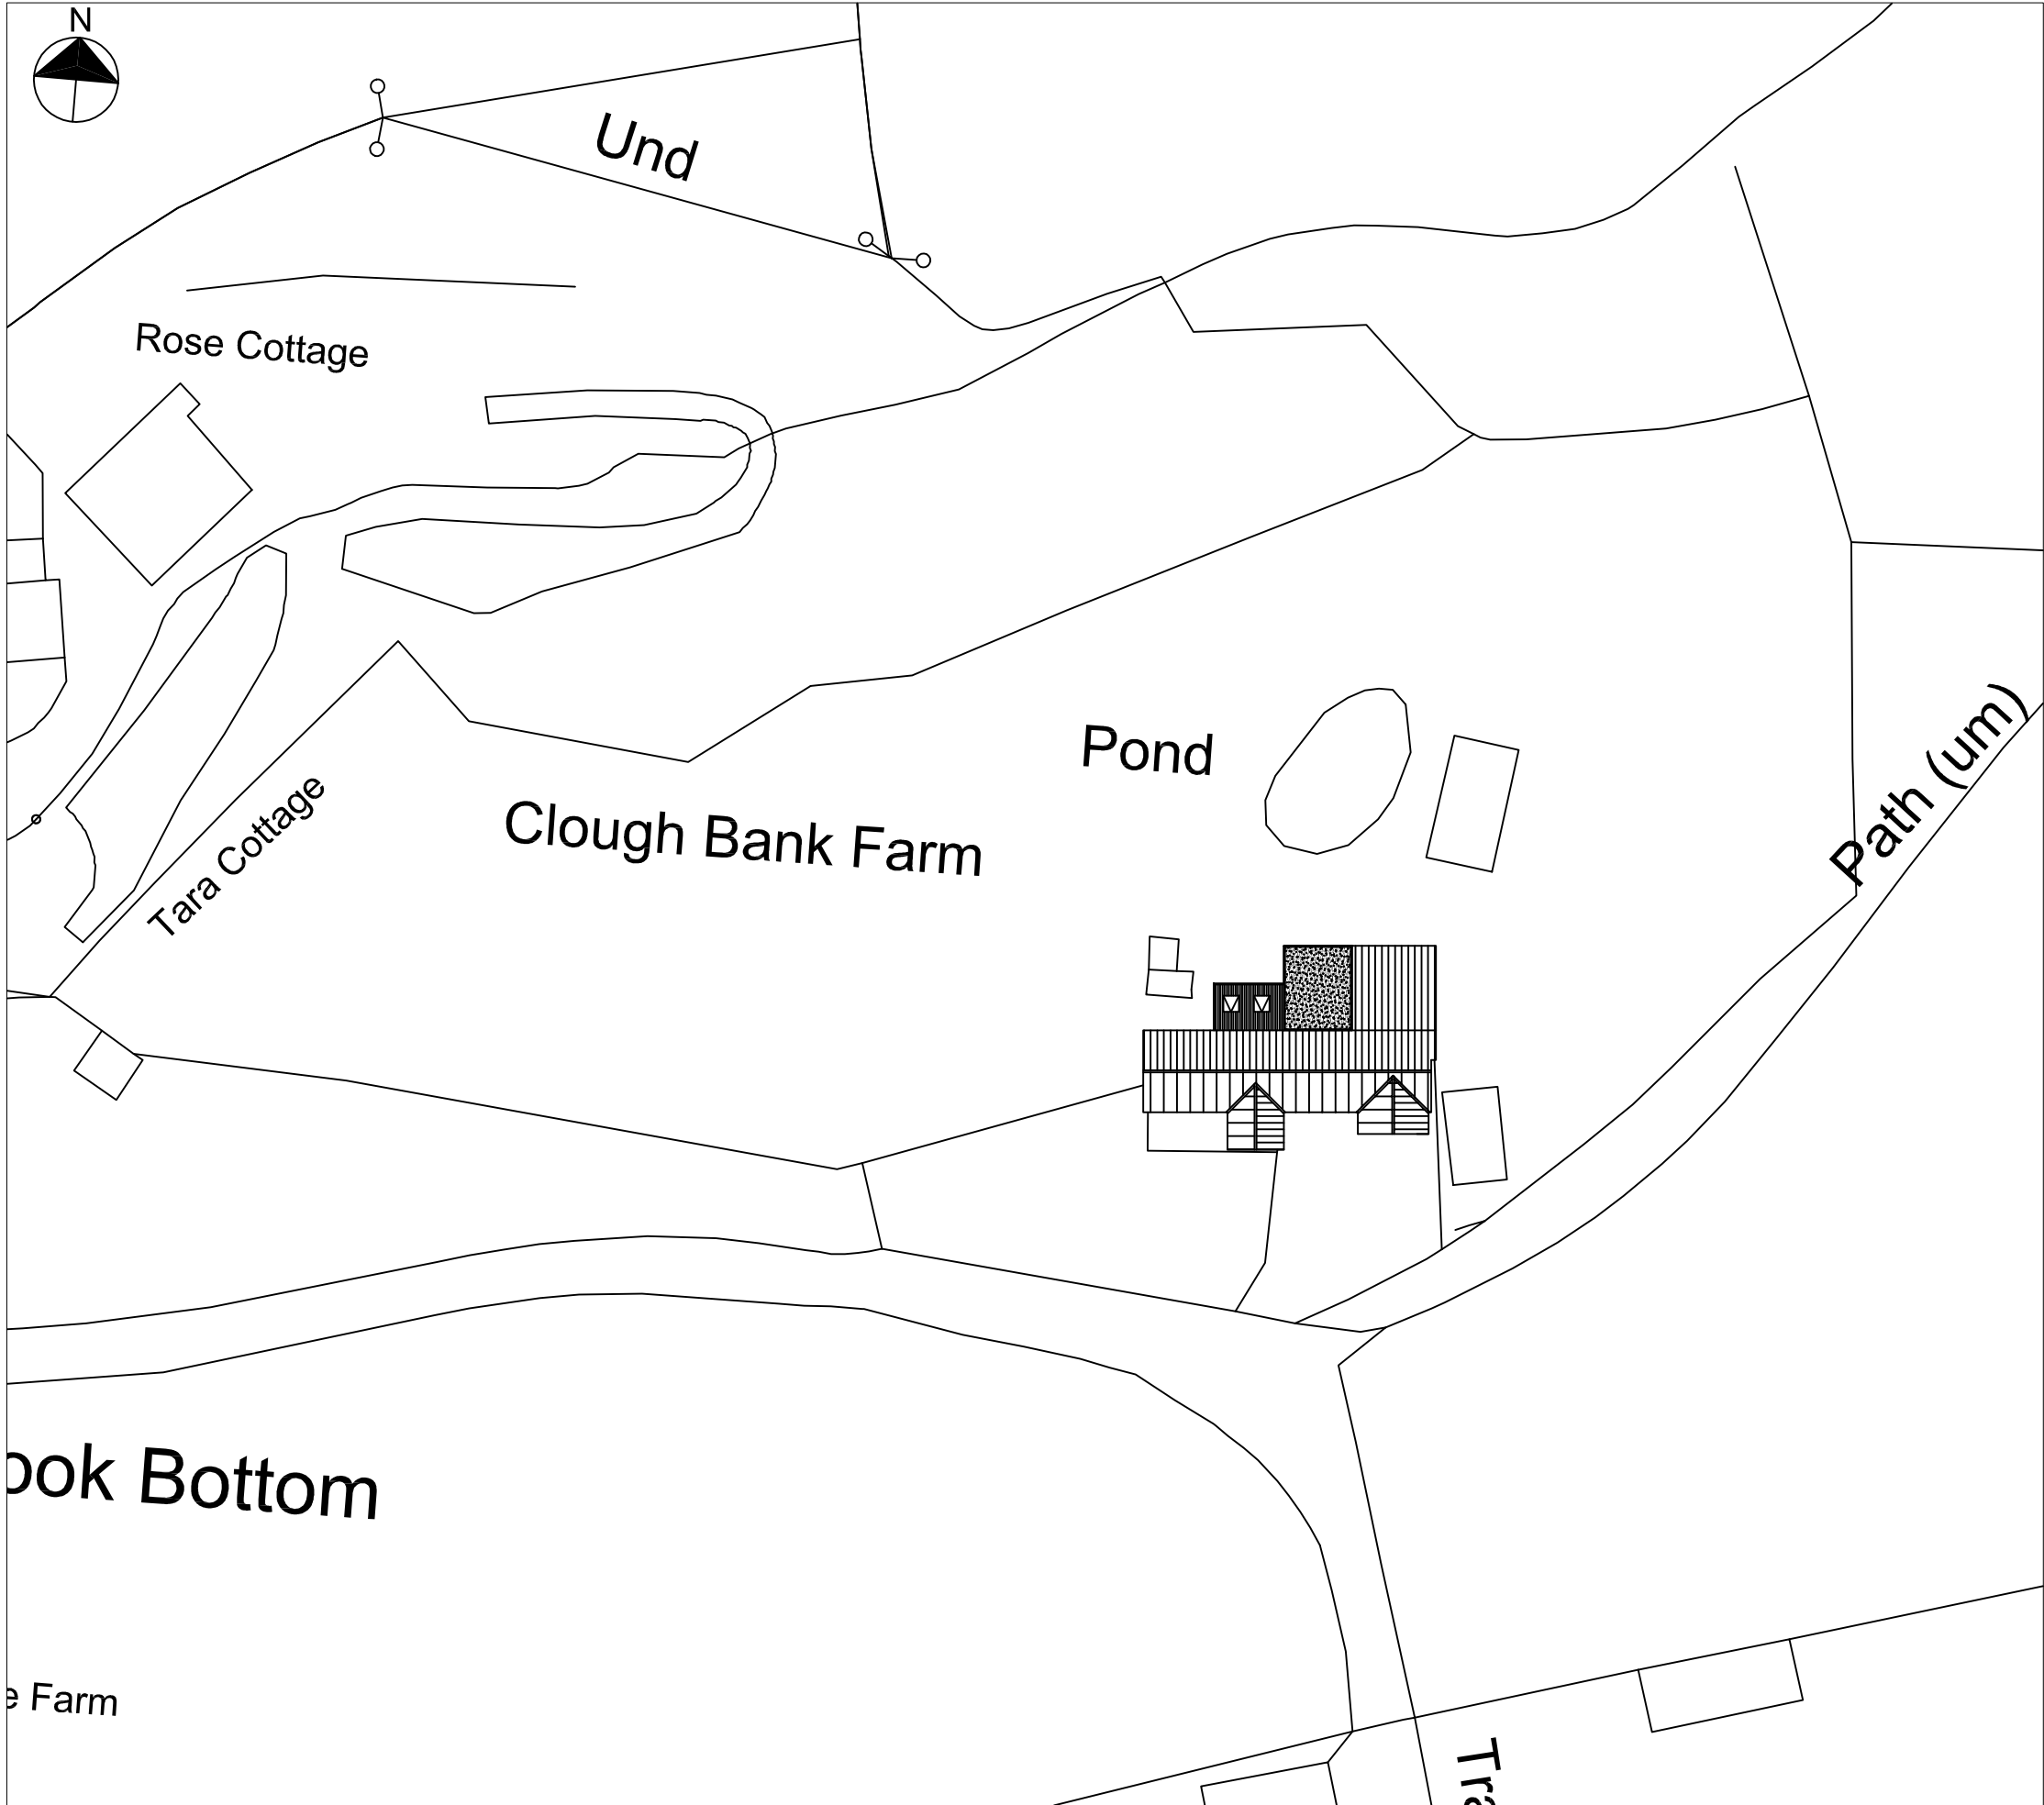 N
Und
Rose Cottage
Pond
Path (um)
Tara Cottage
Clough Bank Farm
ook Bottom
e Farm
Tra